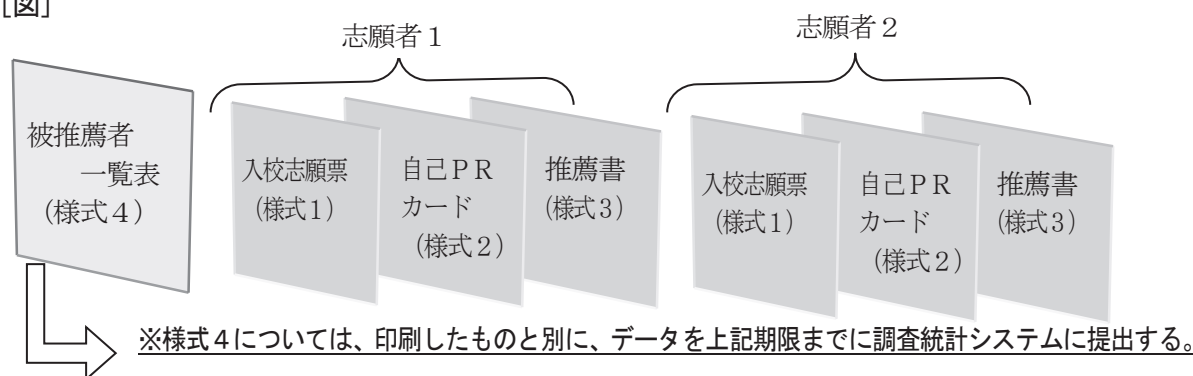 [図]
志願者１
志願者２
被推薦者
一覧表
(様式４)
入校志願票
(様式1)
自己ＰＲ
カード
(様式２)
推薦書
(様式3)
入校志願票
(様式1)
自己ＰＲ
カード
(様式２)
推薦書
(様式3)
※様式４については、印刷したものと別に、データを上記期限までに調査統計システムに提出する。